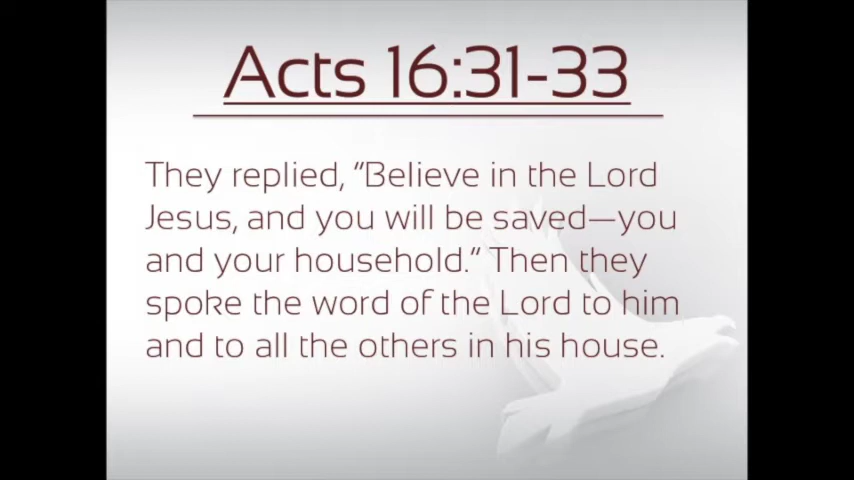 Acts 16:31-33
They replied, "Believe in the Lord
Jesus, and you will be saved—you
and your household." Then they
spoke the word of the Lord to him
and to all the others in his house.